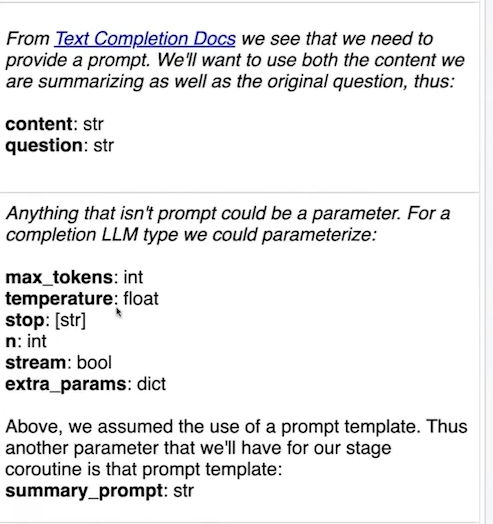 From Text Completion Docs we see that we need to
provide a prompt. We'll want to use both the content we
are summarizing as well as the original question, thus:
content: str
question: str
Anything that isn't prompt could be a parameter. For a
completion LLM type we could parameterize:
max_tokens: int
temperature: float
stop: [str]
n: int
stream: bool
extra_params: dict
Above, we assumed the use of a prompt template. Thus
another parameter that we'll have for our stage
coroutine is that prompt template:
summary_prompt: str